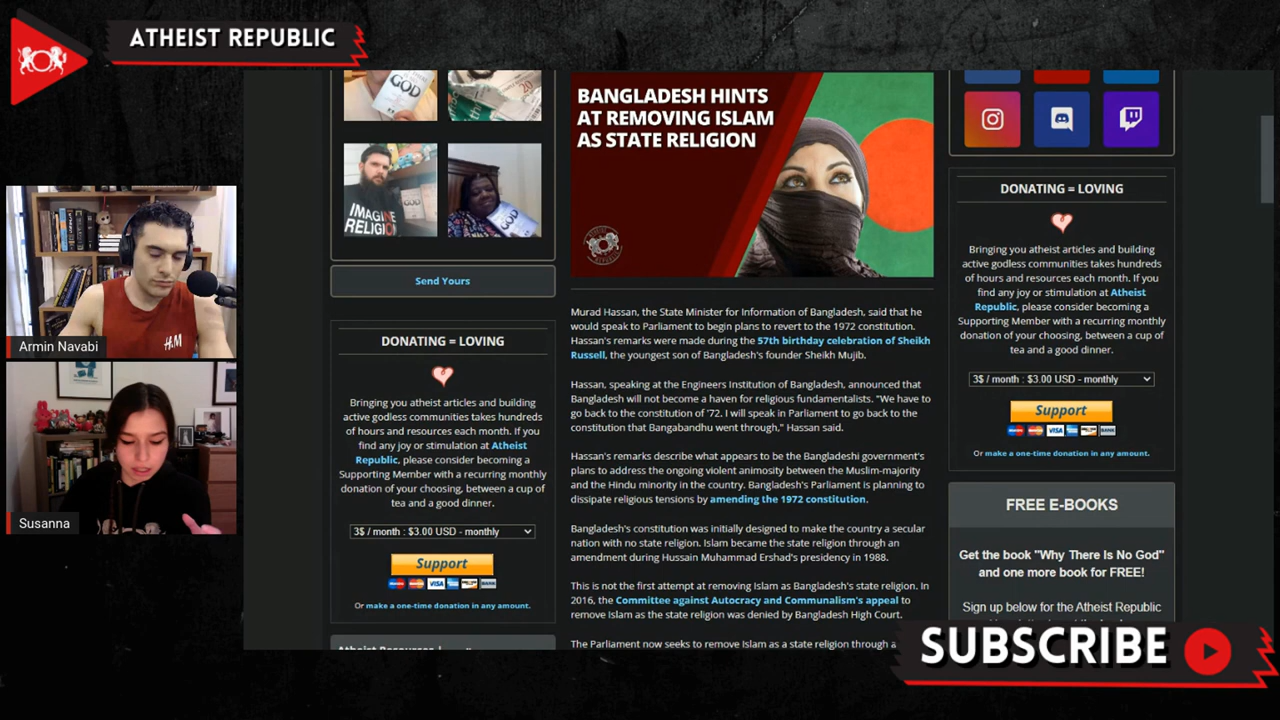 ATHEIST REPUBLIC
Armin Navabi
Susanna
H&M
GOD
GOD
20
IMAGINE
RELIGION
GOD
Send Yours
DONATING = LOVING
Bringing you atheist articles and building
active godless communities takes hundreds
of hours and resources each month. If you
find any joy or stimulation at Atheist
Republic, please consider becoming a
Supporting Member with a recurring monthly
donation of your choosing, between a cup of
tea and a good dinner.
3$ / month : $3.00 USD - monthly
Support
VISA
BANK
Or make a one-time donation in any amount.
Atheist Resources |
BANGLADESH HINTS
AT REMOVING ISLAM
AS STATE RELIGION
Murad Hassan, the State Minister for Information of Bangladesh, said that he
would speak to Parliament to begin plans to revert to the 1972 constitution.
Hassan's remarks were made during the 57th birthday celebration of Sheikh
Russell, the youngest son of Bangladesh's founder Sheikh Mujib.
Hassan, speaking at the Engineers Institution of Bangladesh, announced that
Bangladesh will not become a haven for religious fundamentalists. "We have to
go back to the constitution of '72. I will speak in Parliament to go back to the
constitution that Bangabandhu went through," Hassan said.
Hassan's remarks describe what appears to be the Bangladeshi government's
plans to address the ongoing violent animosity between the Muslim-majority
and the Hindu minority in the country. Bangladesh's Parliament is planning to
dissipate religious tensions by amending the 1972 constitution.
Bangladesh's constitution was initially designed to make the country a secular
nation with no state religion. Islam became the state religion through an
amendment during Hussain Muhammad Ershad's presidency in 1988.
This is not the first attempt at removing Islam as Bangladesh's state religion. In
2016, the Committee against Autocracy and Communalism's appeal to
remove Islam as the state religion was denied by Bangladesh High Court.
The Parliament now seeks to remove Islam as a state religion through a
DONATING = LOVING
Bringing you atheist articles and building
active godless communities takes hundreds
of hours and resources each month. If you
find any joy or stimulation at Atheist
Republic, please consider becoming a
Supporting Member with a recurring monthly
donation of your choosing, between a cup of
tea and a good dinner.
3$ / month : $3.00 USD - monthly
Support
VISA
BANK
Or make a one-time donation in any amount.
FREE E-BOOKS
Get the book "Why There Is No God"
and one more book for FREE!
Sign up below for the Atheist Republic
SUBSCRIBE